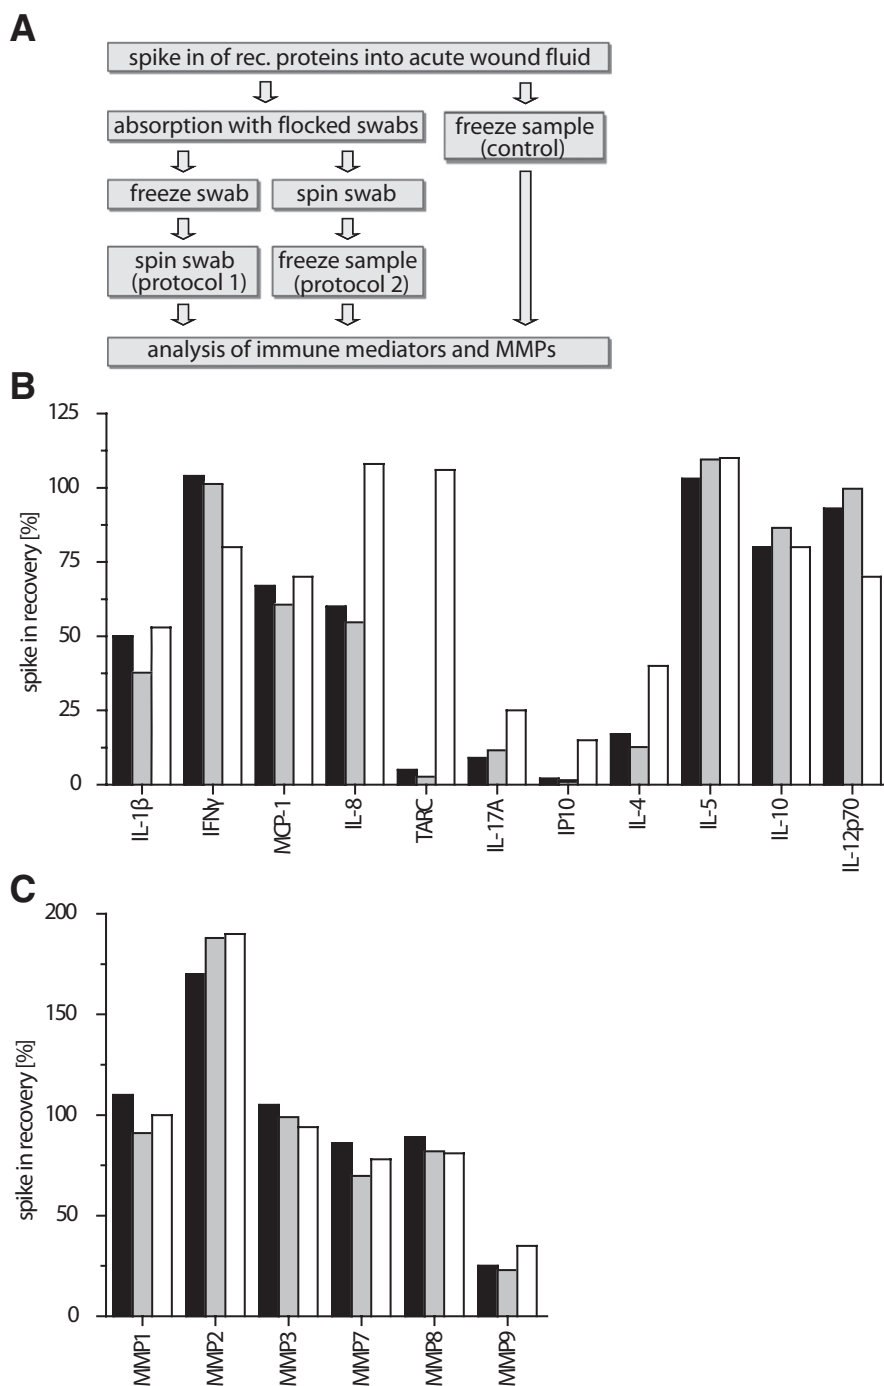 A
spike in of rec. proteins into acute wound fluid
absorption with flocked swabs
freeze sample
(control)
freeze swab
spin swab
spin swab
(protocol 1)
freeze sample
(protocol 2)
analysis of immune mediators and MMPs
B
spike in recovery [%]
125
100
75
50
25
0
IL-1β
IFNγ
MCP-1
IL-8
TARC
IL-17A
IP10
IL-4
IL-5
IL-10
IL-12p70
C
spike in recovery [%]
200
150
100
50
0
MMP1
MMP2
MMP3
MMP7
MMP8
MMP9